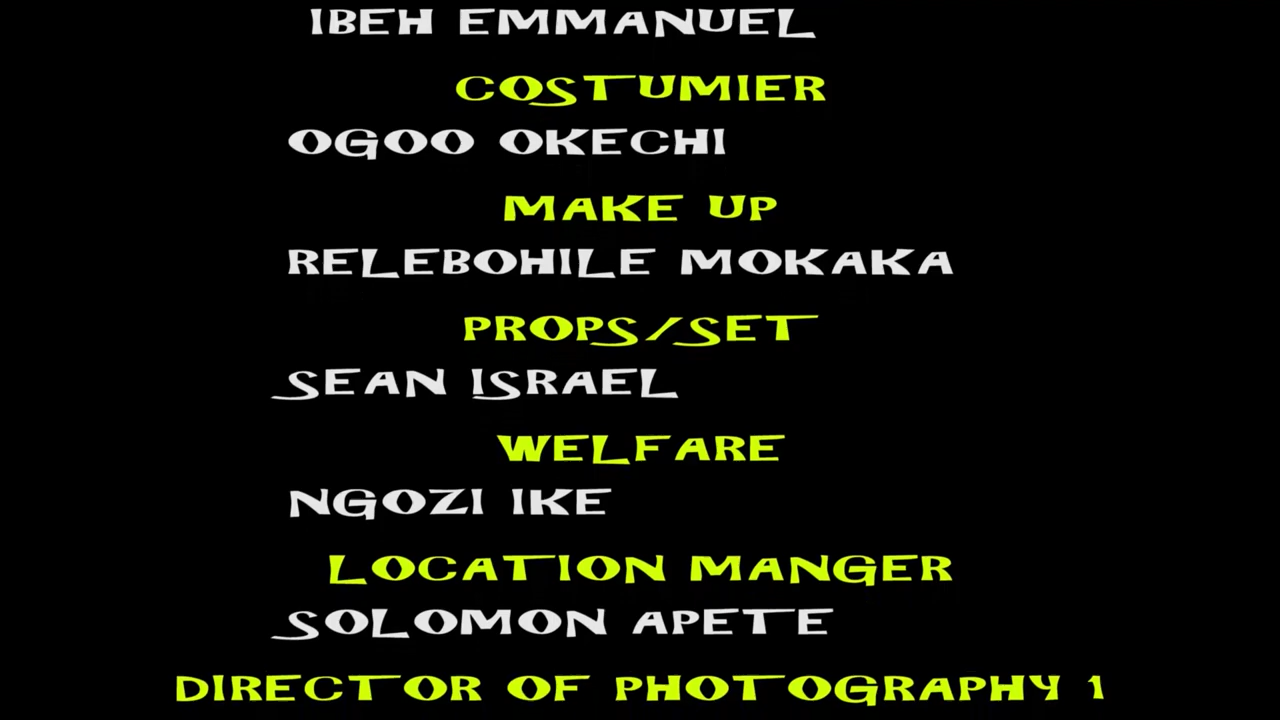 IBEH EMMANUEL
COSTUMIER
OGOO OKECHI
MAKE UP
RELEBOHILE MOKAKA
PROPS/SET
SEAN ISRAEL
WELFARE
NGOZI IKE
LOCATION MANGER
SOLOMON APETE
DIRECTOR OF PHOTOGRAPHY 1